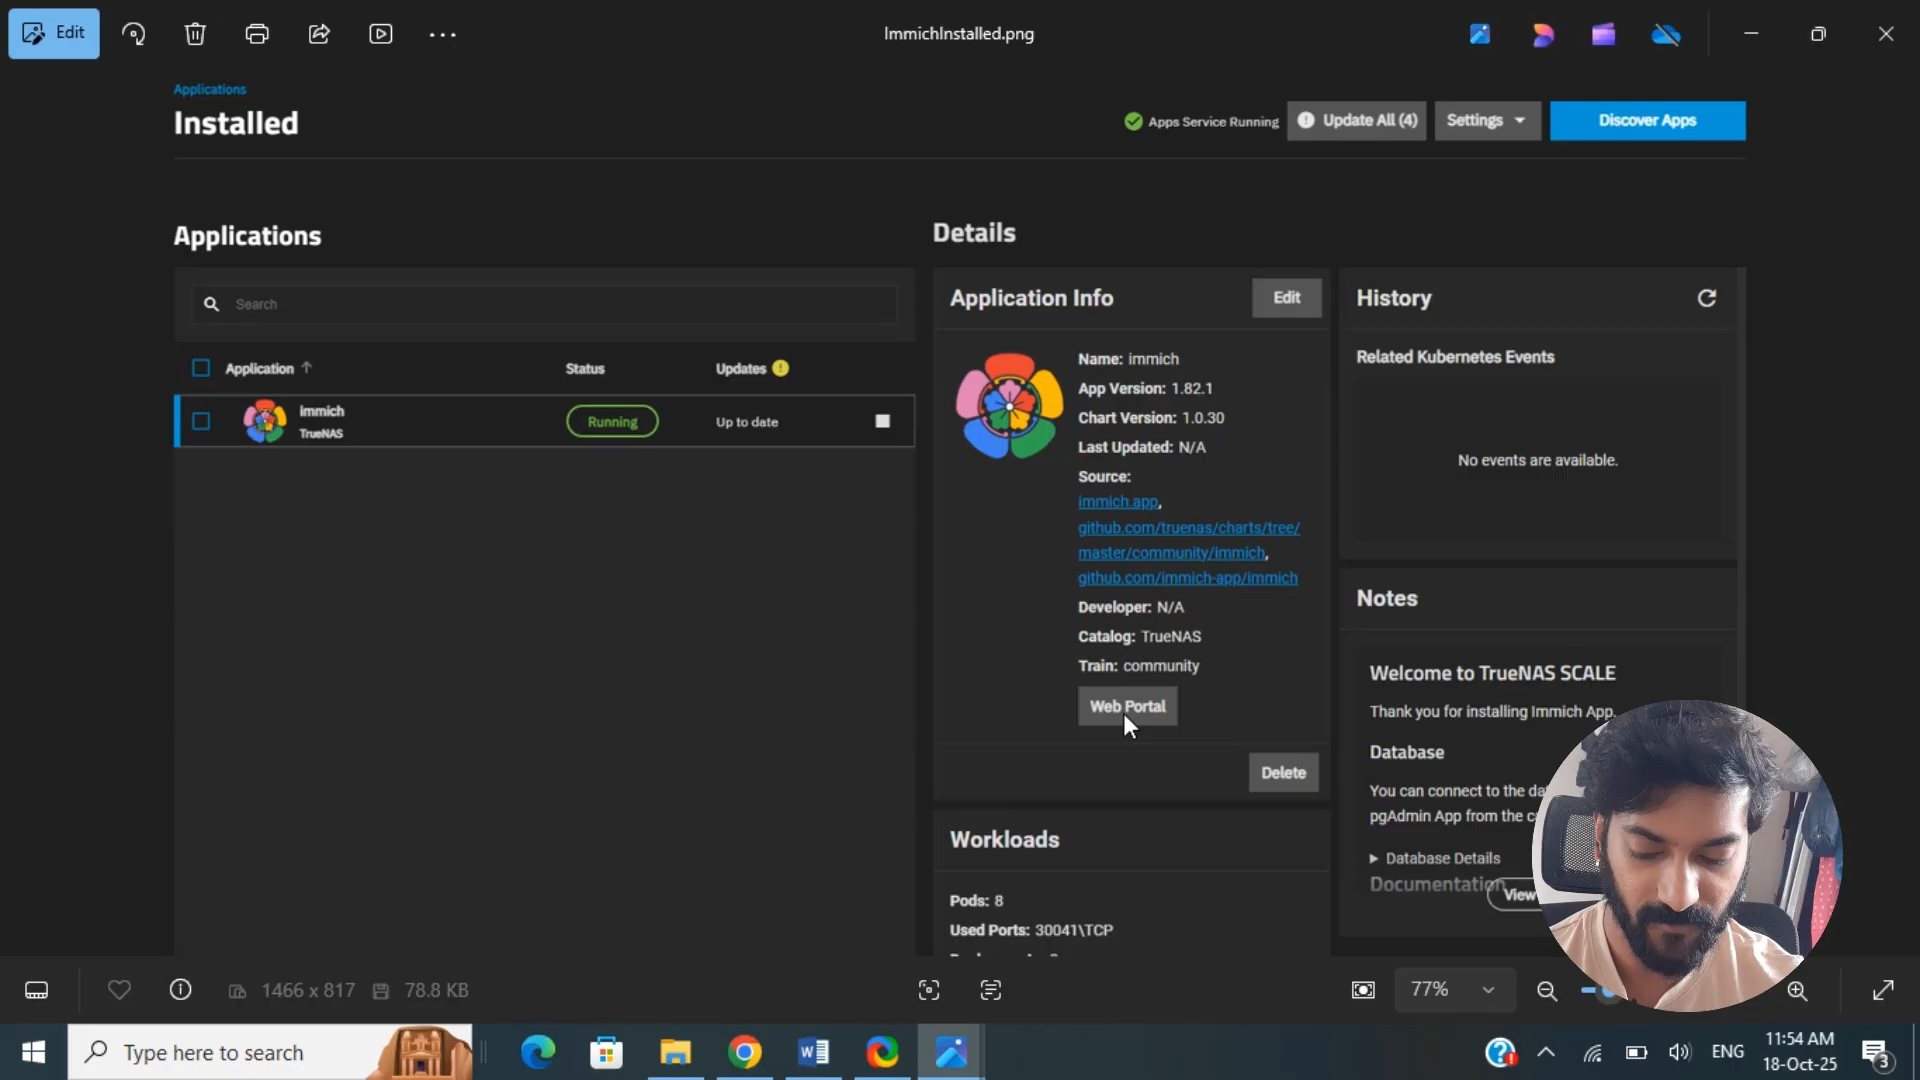 Edit
ImmichInstalled.png
Applications
Installed
Apps Service Running
Update All (4)
Settings
Discover Apps
Applications
Search
Application
Status
Updates
immich
TrueNAS
Running
Up to date
Details
Application Info
Edit
Name: immich
App Version: 1.82.1
Chart Version: 1.0.30
Last Updated: N/A
Source:
immich.app,
github.com/truenas/charts/tree/
master/community/immich,
github.com/immich-app/immich
Developer: N/A
Catalog: TrueNAS
Train: community
Web Portal
Delete
Workloads
Pods: 8
Used Ports: 30041\TCP
History
Related Kubernetes Events
No events are available.
Notes
Welcome to TrueNAS SCALE
Thank you for installing Immich App.
Database
You can connect to the
pgAdmin App from the
Database Details
Documentation
View
1466 x 817
78.8 KB
77%
Type here to search
ENG
11:54 AM
18-Oct-25
3